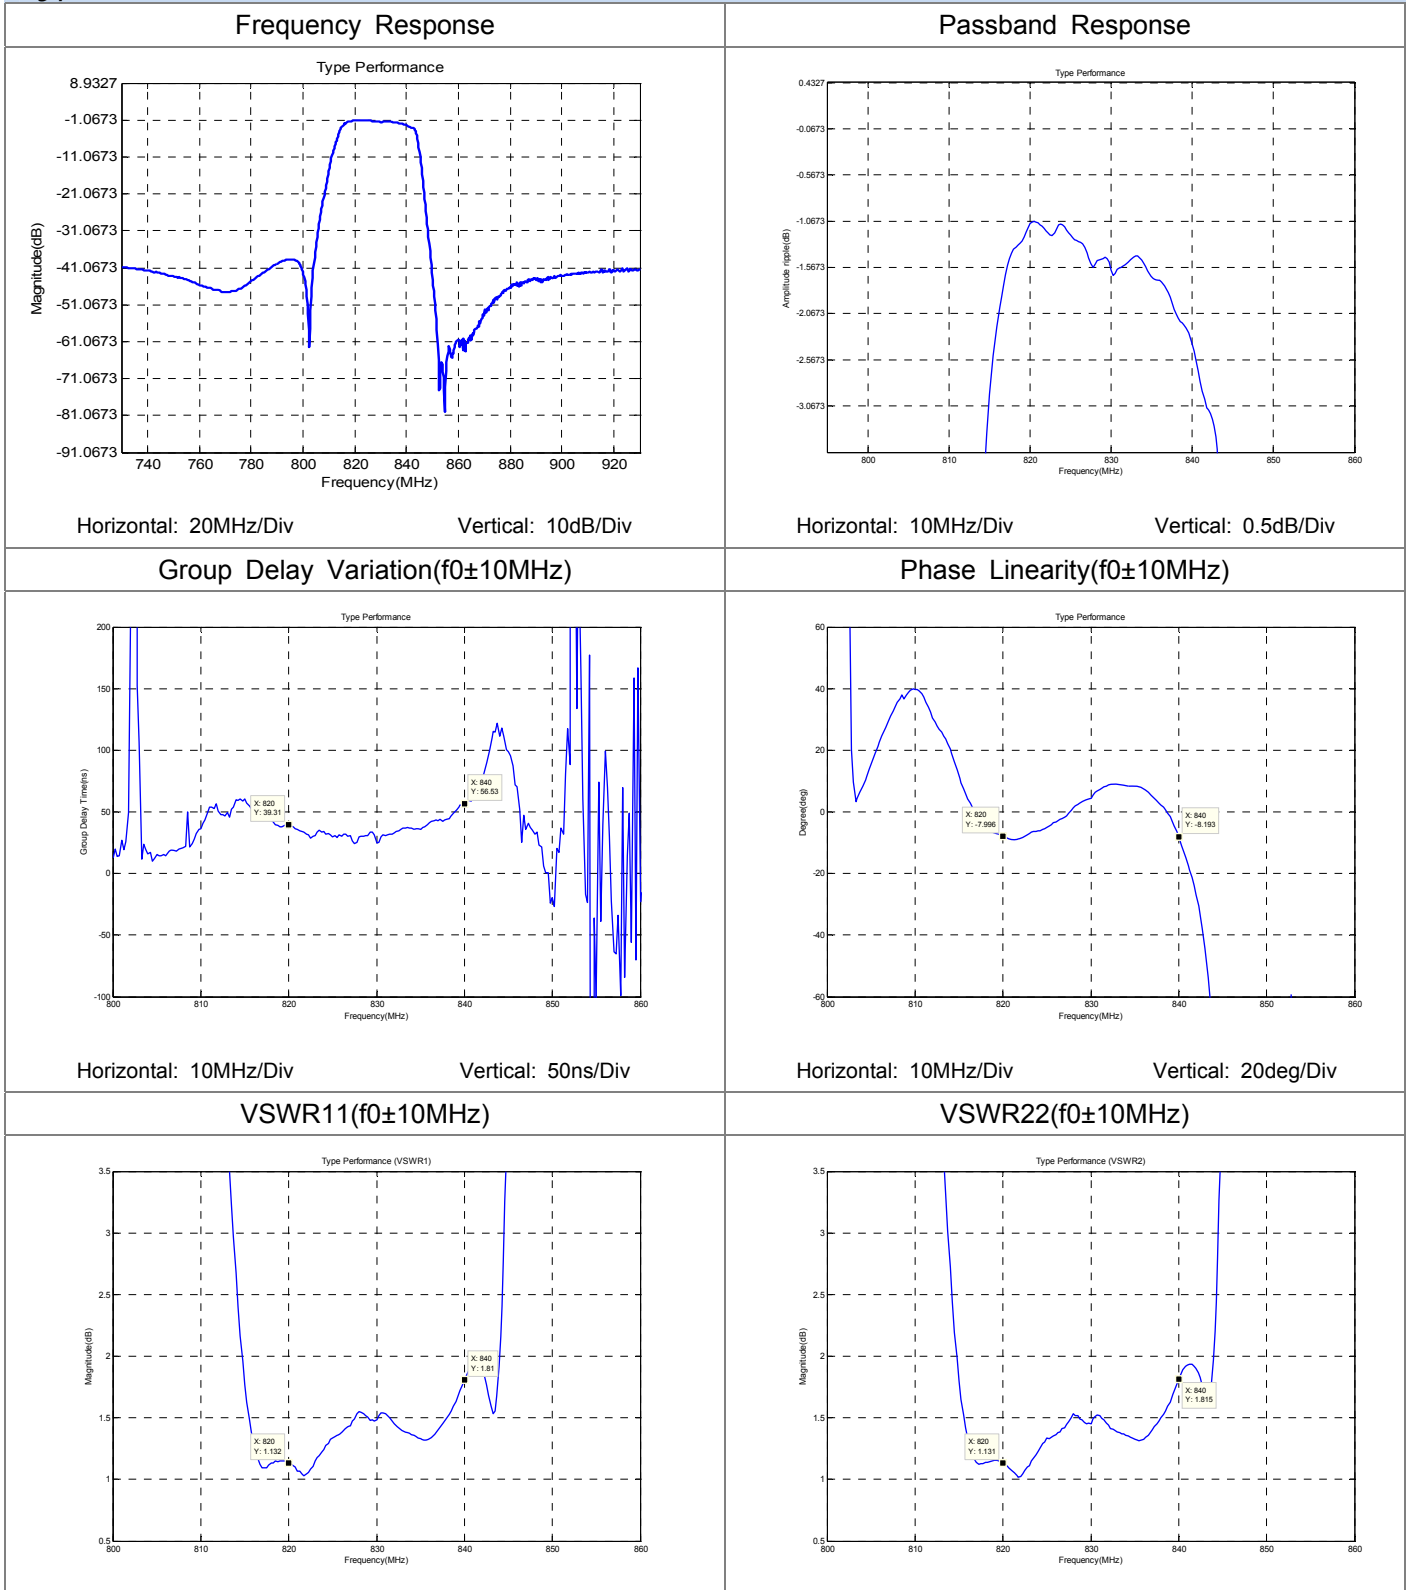 Frequency Response
Passband Response
Type Performance
8.9327
-1.0673
-11.0673
-21.0673
-31.0673
-41.0673
-51.0673
-61.0673
-71.0673
-81.0673
-91.0673
Magnitude(dB)
740 760 780 800 820 840 860 880 900 920
Frequency(MHz)
Horizontal: 20MHz/Div Vertical: 10dB/Div
Type Performance
0.4327
-0.0673
-0.5673
-1.0673
-1.5673
-2.0673
-2.5673
-3.0673
Amplitude ripple(dB)
800 810 820 830 840 850 860
Frequency(MHz)
Horizontal: 10MHz/Div Vertical: 0.5dB/Div
Group Delay Variation(f0±10MHz)
Phase Linearity(f0±10MHz)
Type Performance
200
150
100
50
0
-50
-100
Group Delay Time(ns)
X: 820
Y: 39.31
X: 840
Y: 56.53
800 810 820 830 840 850 860
Frequency(MHz)
Horizontal: 10MHz/Div Vertical: 50ns/Div
Type Performance
60
40
20
0
-20
-40
-60
Degree(deg)
X: 820
Y: -7.996
X: 840
Y: -8.193
800 810 820 830 840 850 860
Frequency(MHz)
Horizontal: 10MHz/Div Vertical: 20deg/Div
VSWR11(f0±10MHz)
VSWR22(f0±10MHz)
Type Performance (VSWR1)
3.5
3
2.5
2
1.5
1
0.5
Magnitude(dB)
X: 820
Y: 1.132
X: 840
Y: 1.81
800 810 820 830 840 850 860
Frequency(MHz)
Type Performance (VSWR2)
3.5
3
2.5
2
1.5
1
0.5
Magnitude(dB)
X: 820
Y: 1.131
X: 840
Y: 1.815
800 810 820 830 840 850 860
Frequency(MHz)